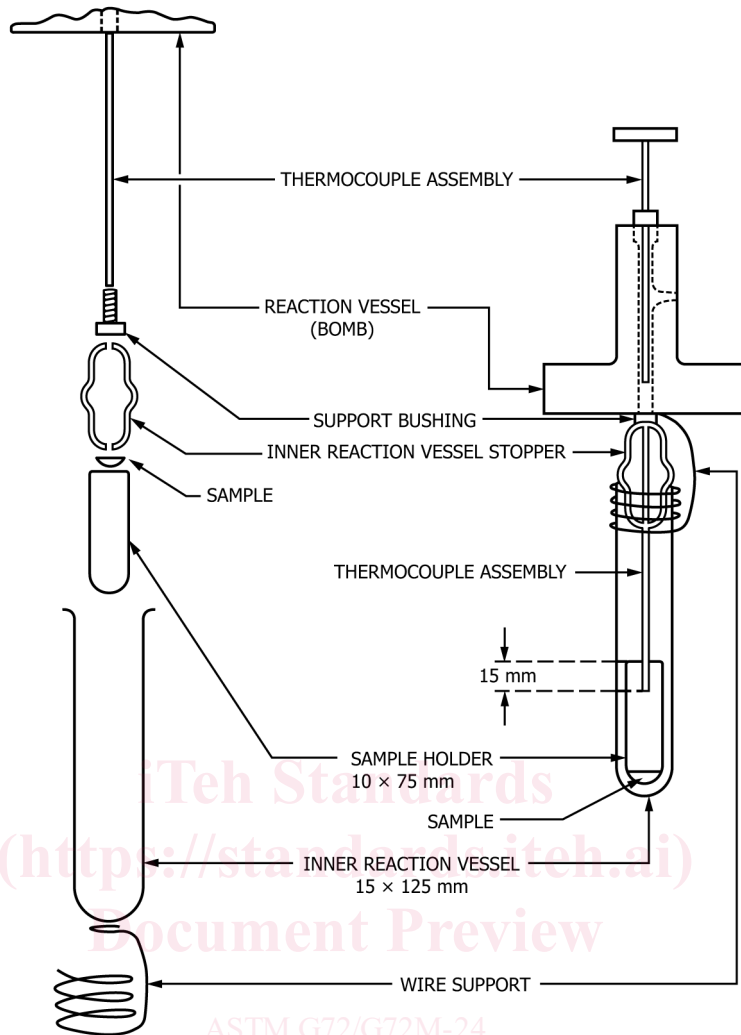 THERMOCOUPLE ASSEMBLY
REACTION VESSEL
(BOMB)
SUPPORT BUSHING
INNER REACTION VESSEL STOPPER
SAMPLE
THERMOCOUPLE ASSEMBLY
15 mm
SAMPLE HOLDER
10 × 75 mm
SAMPLE
INNER REACTION VESSEL
15 × 125 mm
WIRE SUPPORT
iTeh Standards
(https://standards.iteh.ai)
Document Preview
ASTM G72/G72M-24